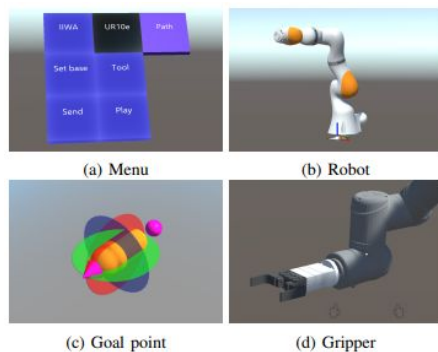 IIWA UR10e Path
Set base Tool
Send Play
(a) Menu
(b) Robot
(c) Goal point
(d) Gripper